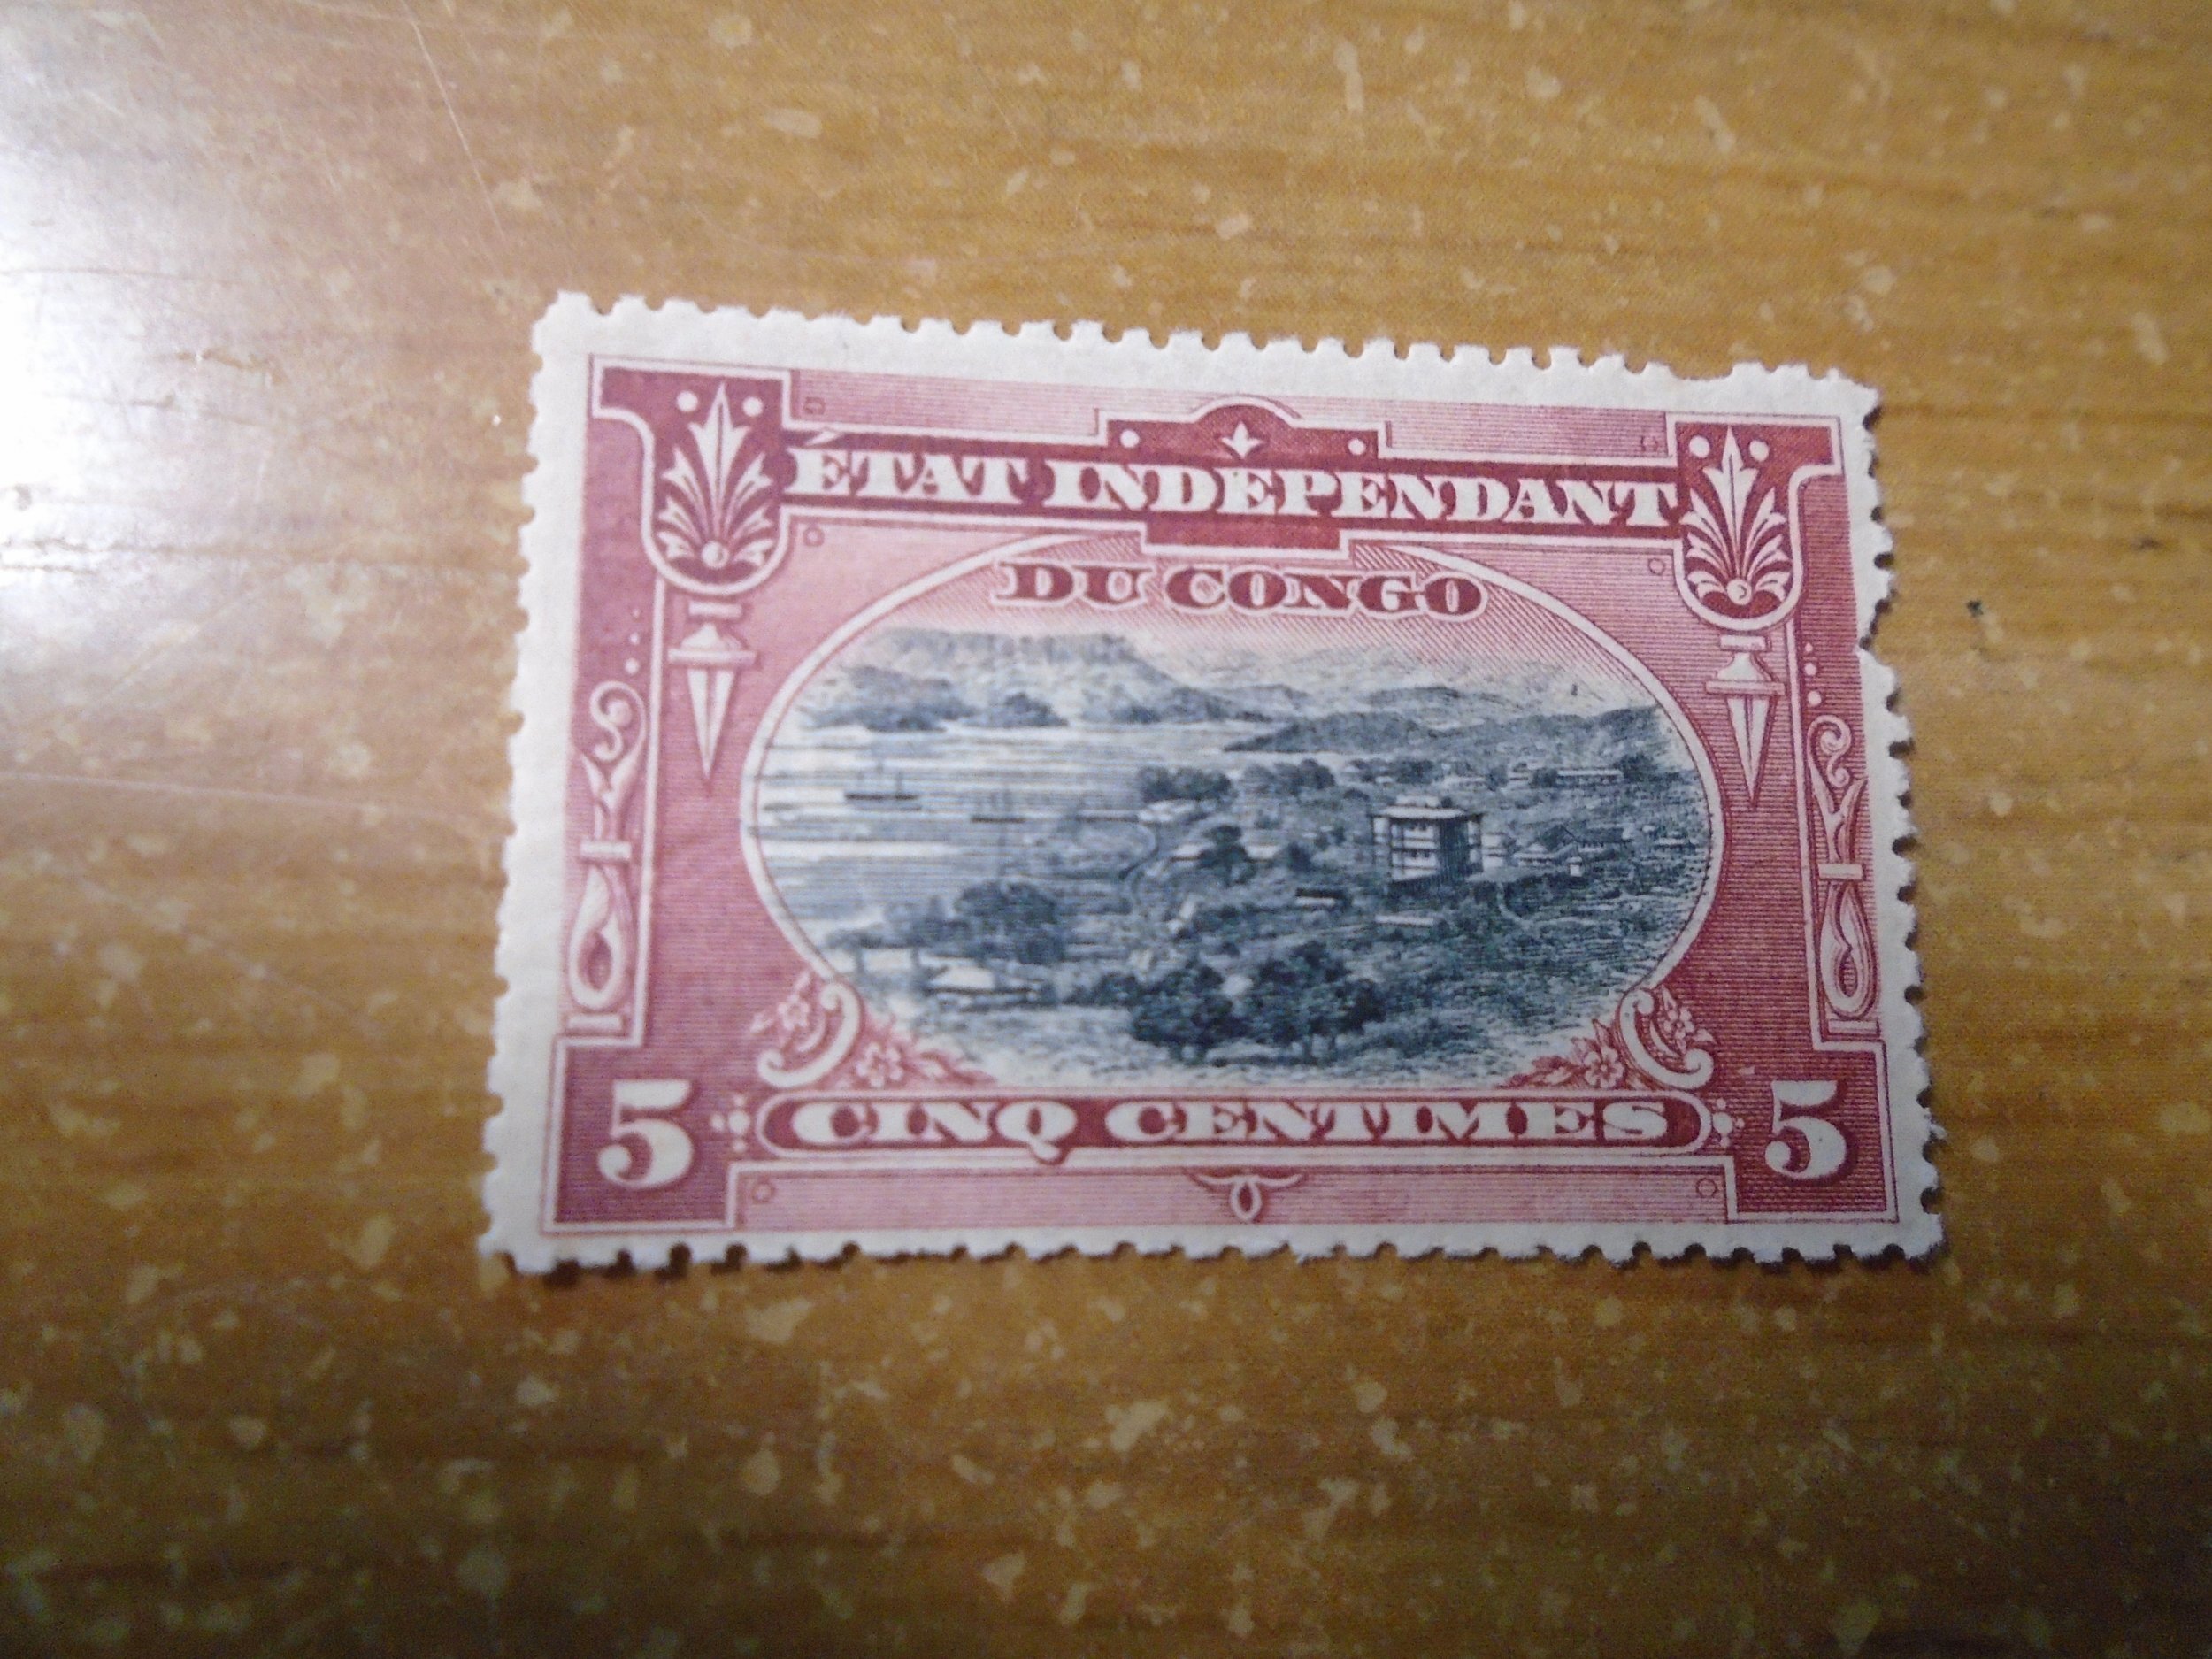 ÉTAT INDÉPENDANT
DU CONGO
5 CINQ CENTIMES 5